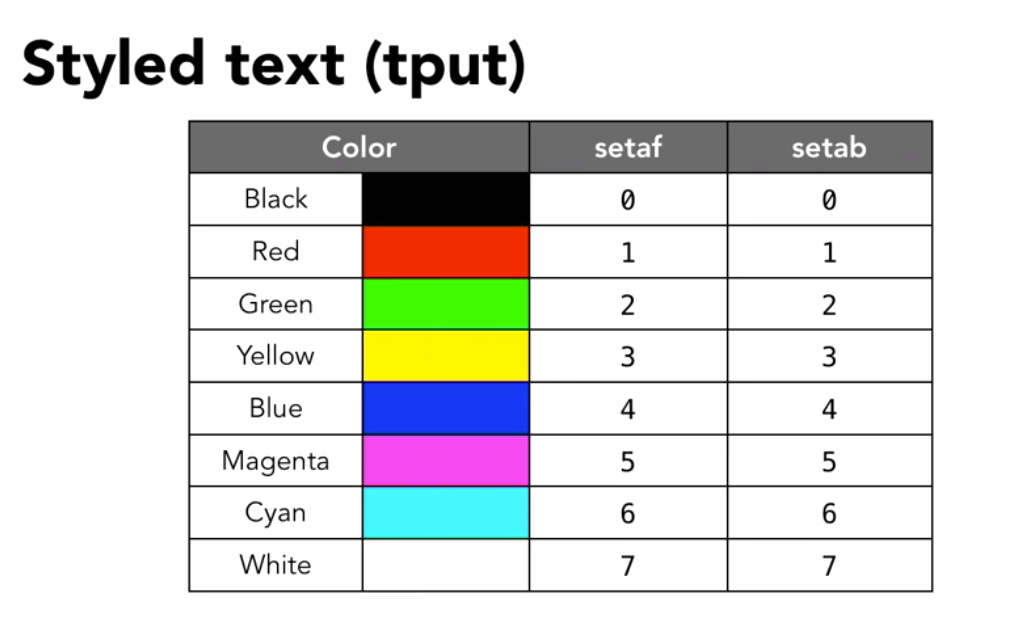 Styled text (tput)
Color setaf setab
Black 0 0
Red 1 1
Green 2 2
Yellow 3 3
Blue 4 4
Magenta 5 5
Cyan 6 6
White 7 7